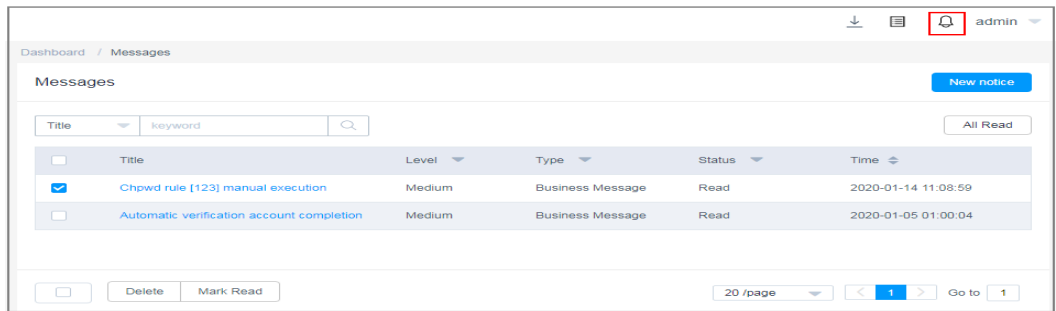 admin
Dashboard / Messages
Messages
New notice
Title keyword
All Read
Title Level Type Status Time
Chpwd rule [123] manual execution Medium Business Message Read 2020-01-14 11:08:59
Automatic verification account completion Medium Business Message Read 2020-01-05 01:00:04
Delete Mark Read 20 /page < 1 > Go to 1